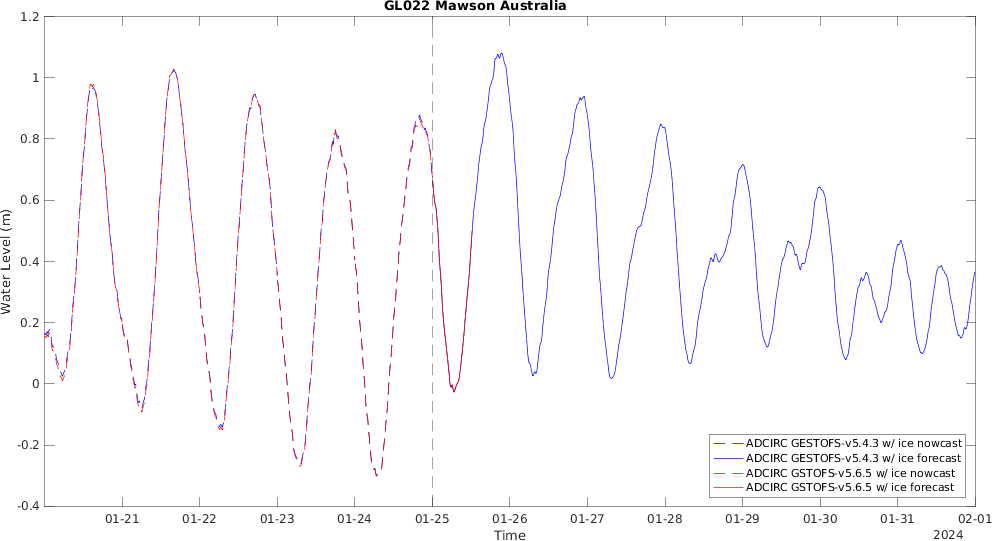 GL022 Mawson Australia
Water Level (m)
1.2
1
0.8
0.6
0.4
0.2
0
-0.2
-0.4
ADCIRC GESTOFS-v5.4.3 w/ ice nowcast
ADCIRC GESTOFS-v5.4.3 w/ ice forecast
ADCIRC GSTOFS-v5.6.5 w/ ice nowcast
ADCIRC GSTOFS-v5.6.5 w/ ice forecast
01-21 01-22 01-23 01-24 01-25 01-26 01-27 01-28 01-29 01-30 01-31 02-01
Time
2024